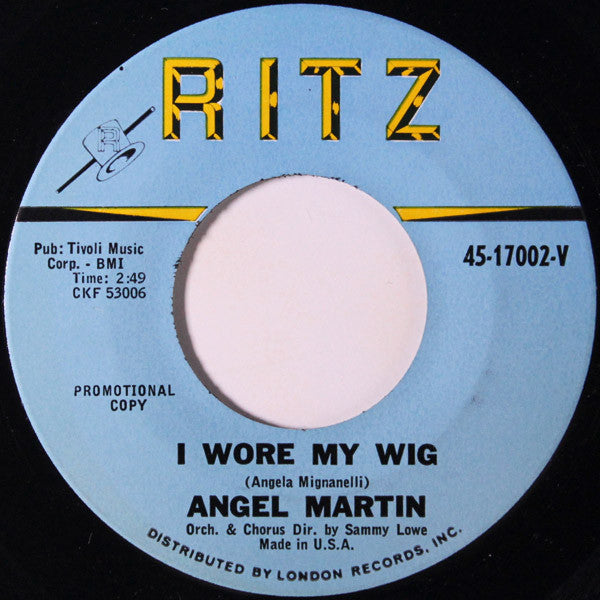 RITZ
R
Pub: Tivoli Music
Corp. - BMI
Time: 2:49
CKF 53006
45-17002-V
PROMOTIONAL
COPY
I WORE MY WIG
(Angela Mignanelli)
ANGEL MARTIN
Orch. & Chorus Dir. by Sammy Lowe
Made in U.S.A.
DISTRIBUTED BY LONDON RECORDS, INC.